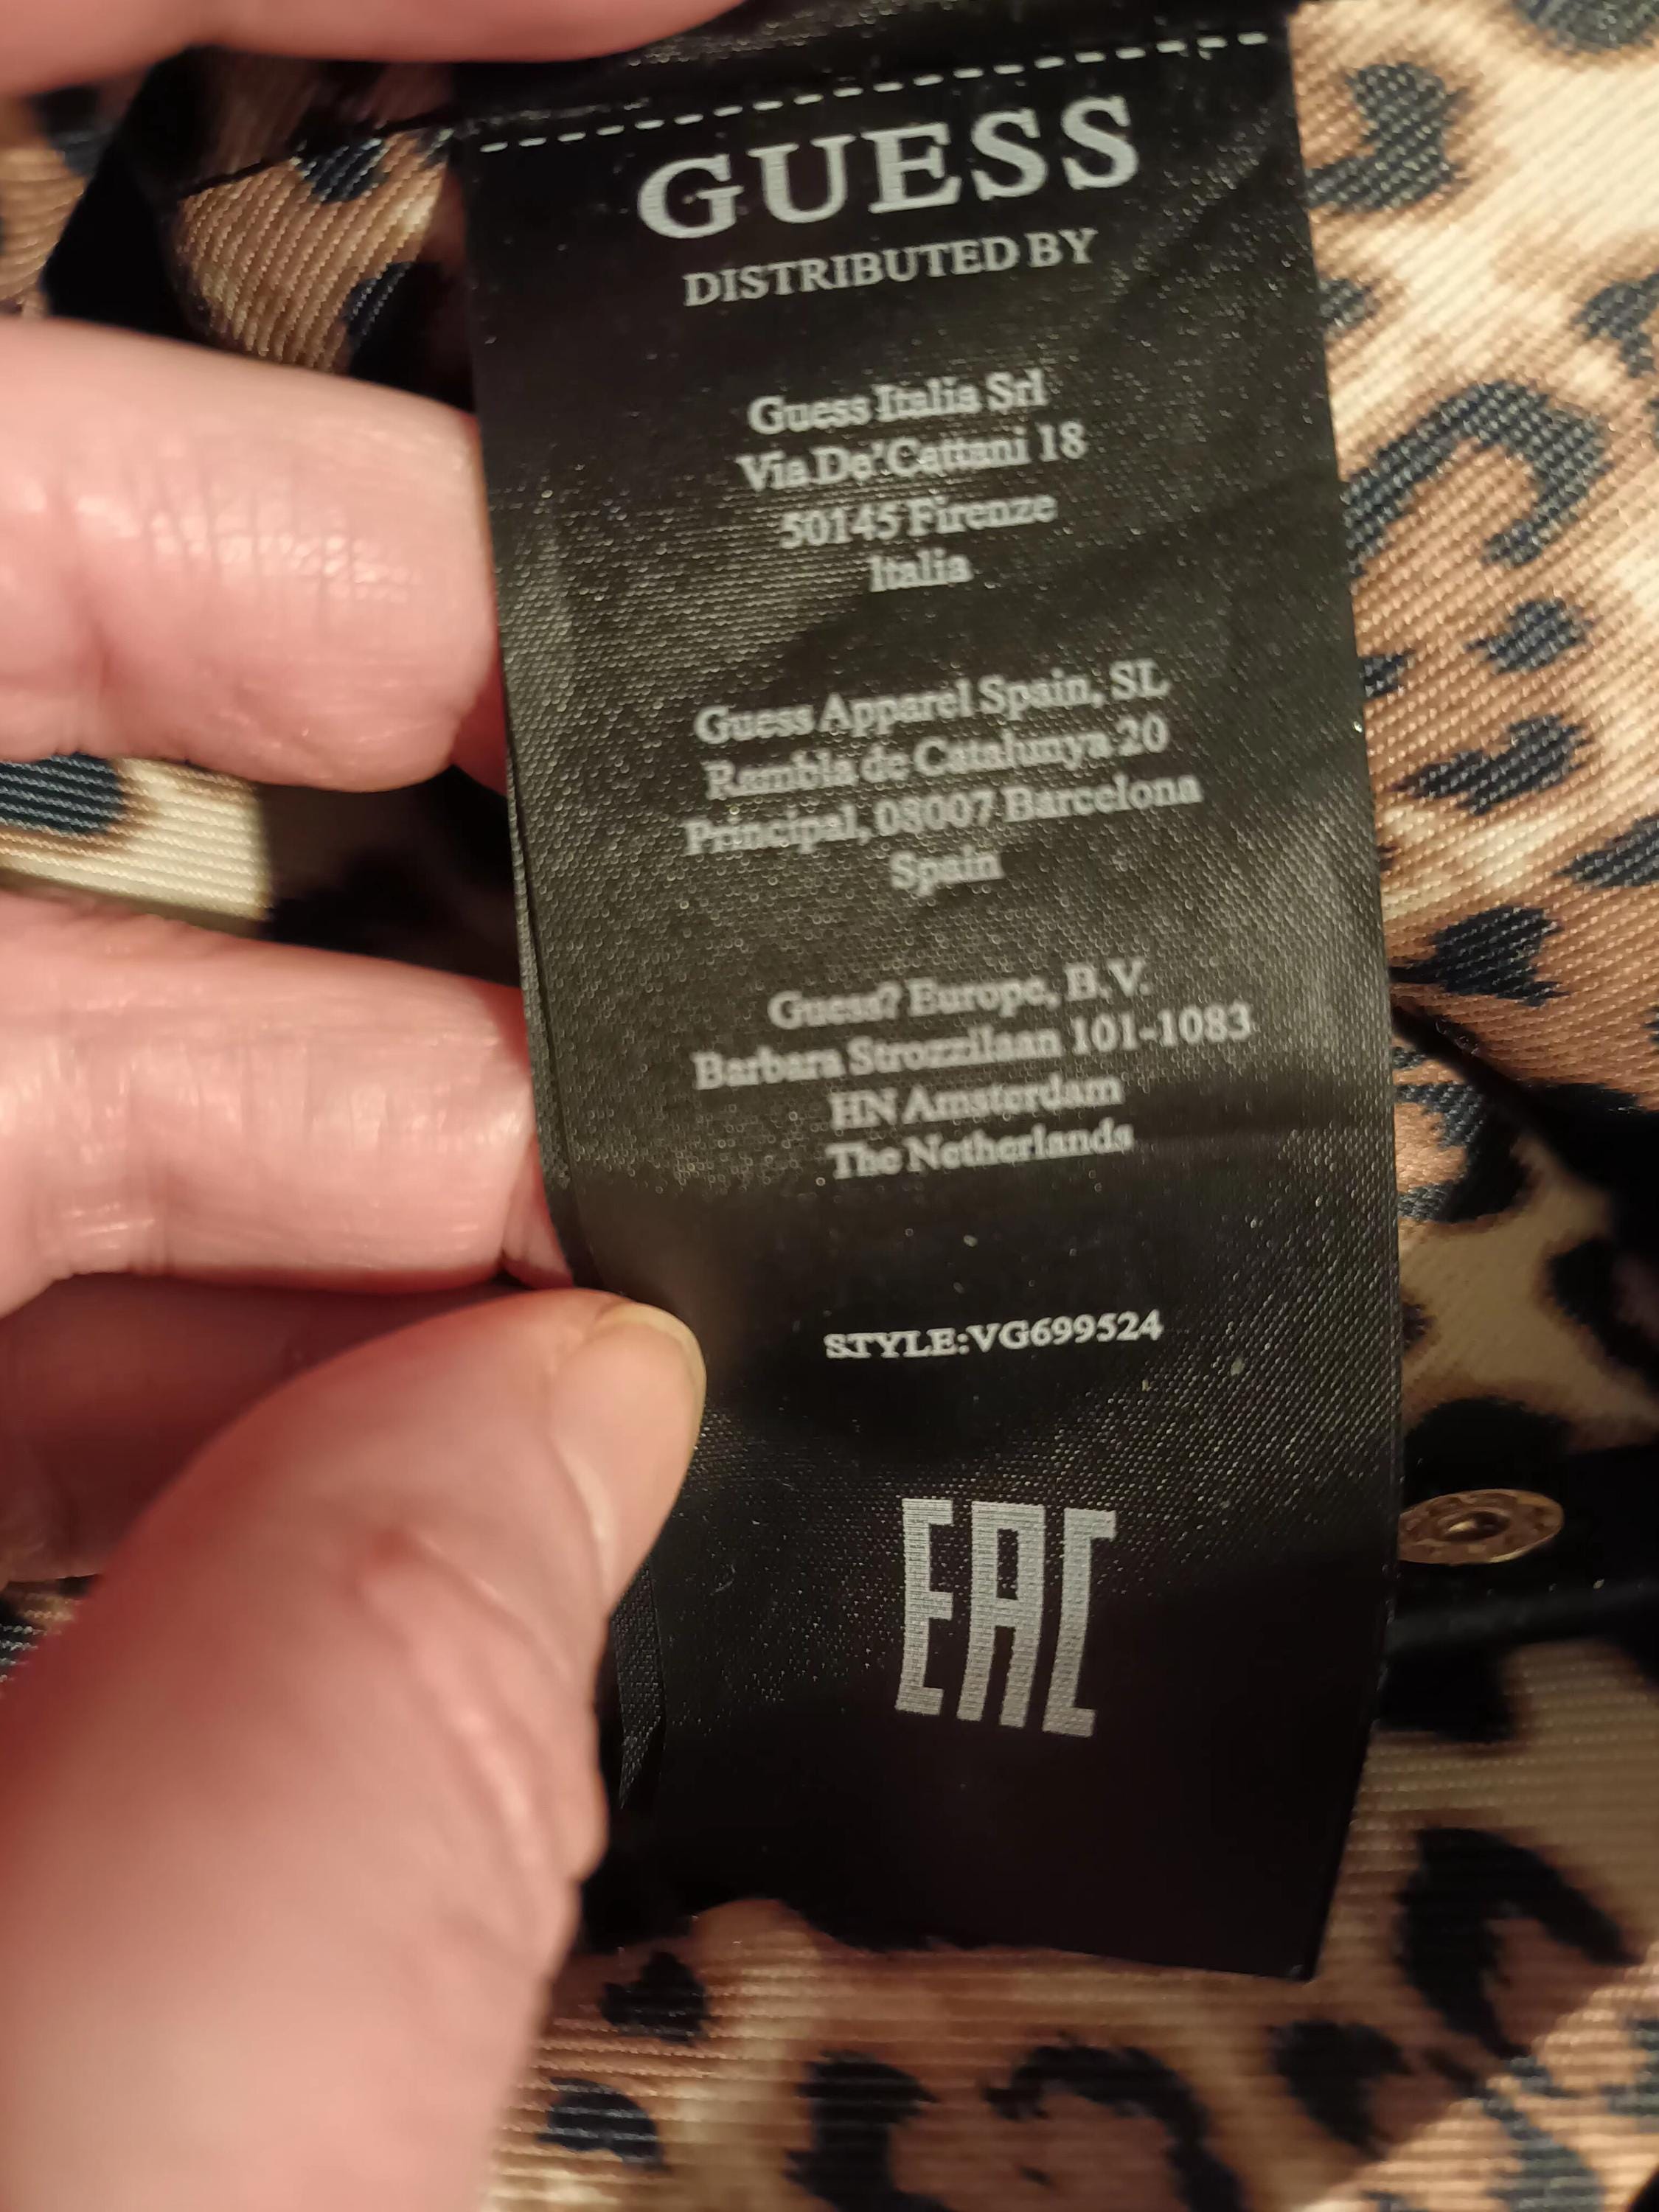 GUESS
DISTRIBUTED BY
Guess Italia Srl
Via De'Cattani 18
50145 Firenze
Italia
Guess Apparel Spain, SL
Rambla de Catalunya 20
Principal, 08007 Barcelona
Spain
Guess? Europe, B.V.
Barbara Strozzilaan 101-1083
HN Amsterdam
The Netherlands
STYLE:VG699524
EAC